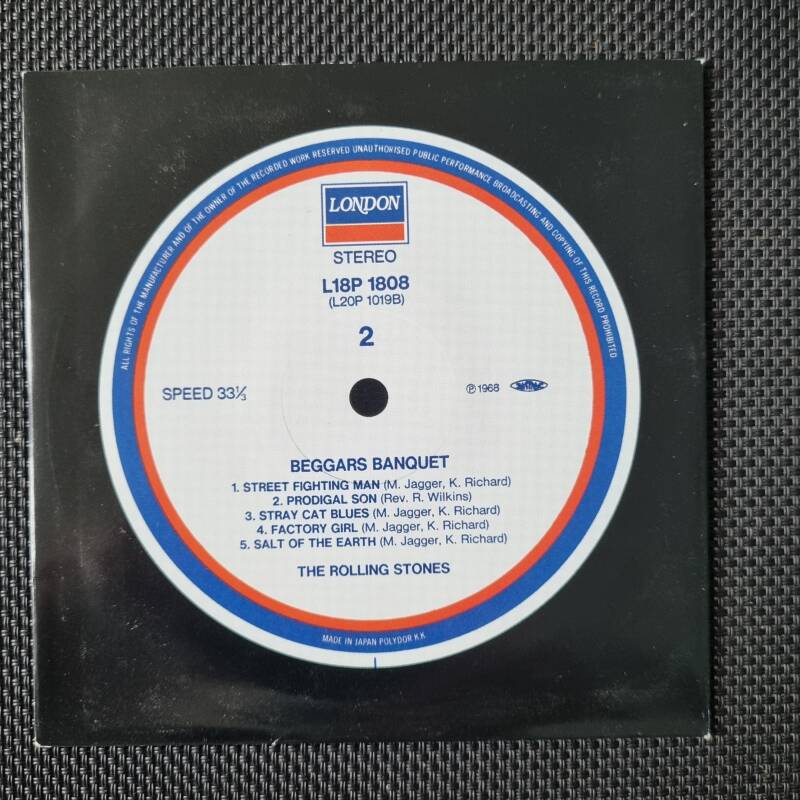 ALL RIGHTS OF THE MANUFACTURER AND OF THE OWNER OF THE RECORDED WORK RESERVED UNAUTHORISED PUBLIC PERFORMANCE BROADCASTING AND COPYING OF THIS RECORD PROHIBITED
LONDON
STEREO
L18P 1808
(L20P 1019B)
2
SPEED 33⅓ ℗ 1968
BEGGARS BANQUET
1. STREET FIGHTING MAN (M. Jagger, K. Richard)
2. PRODIGAL SON (Rev. R. Wilkins)
3. STRAY CAT BLUES (M. Jagger, K. Richard)
4. FACTORY GIRL (M. Jagger, K. Richard)
5. SALT OF THE EARTH (M. Jagger, K. Richard)
THE ROLLING STONES
MADE IN JAPAN POLYDOR K.K